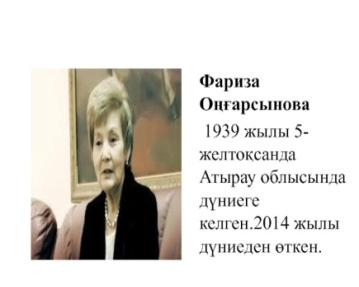 Фариза
Оңғарсынова
1939 жылы 5-
желтоқсанда
Атырау облысында
дүниеге
келген.2014 жылы
дүниеден өткен.